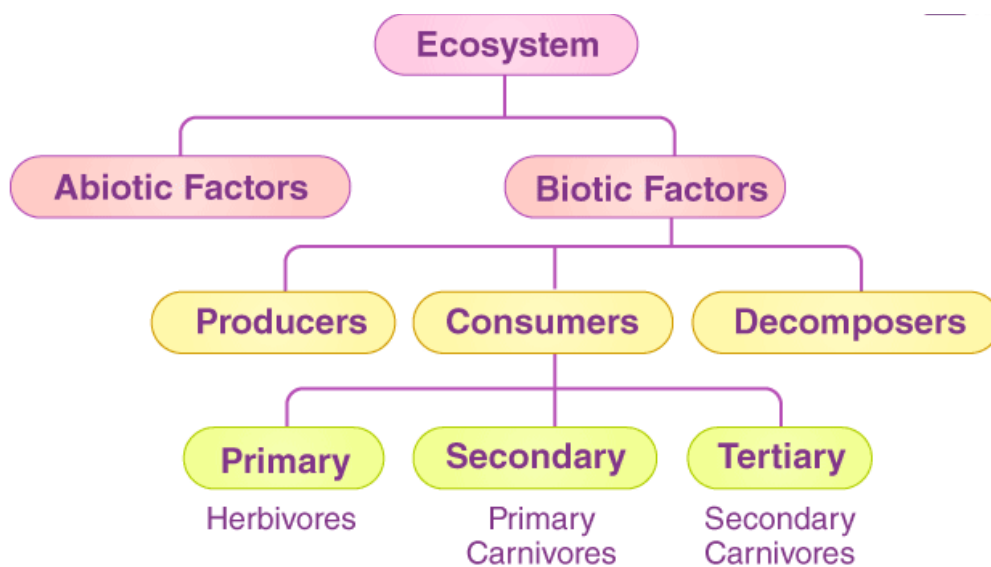 Ecosystem
Abiotic Factors
Biotic Factors
Producers
Consumers
Decomposers
Primary
Secondary
Tertiary
Herbivores
Primary
Carnivores
Secondary
Carnivores